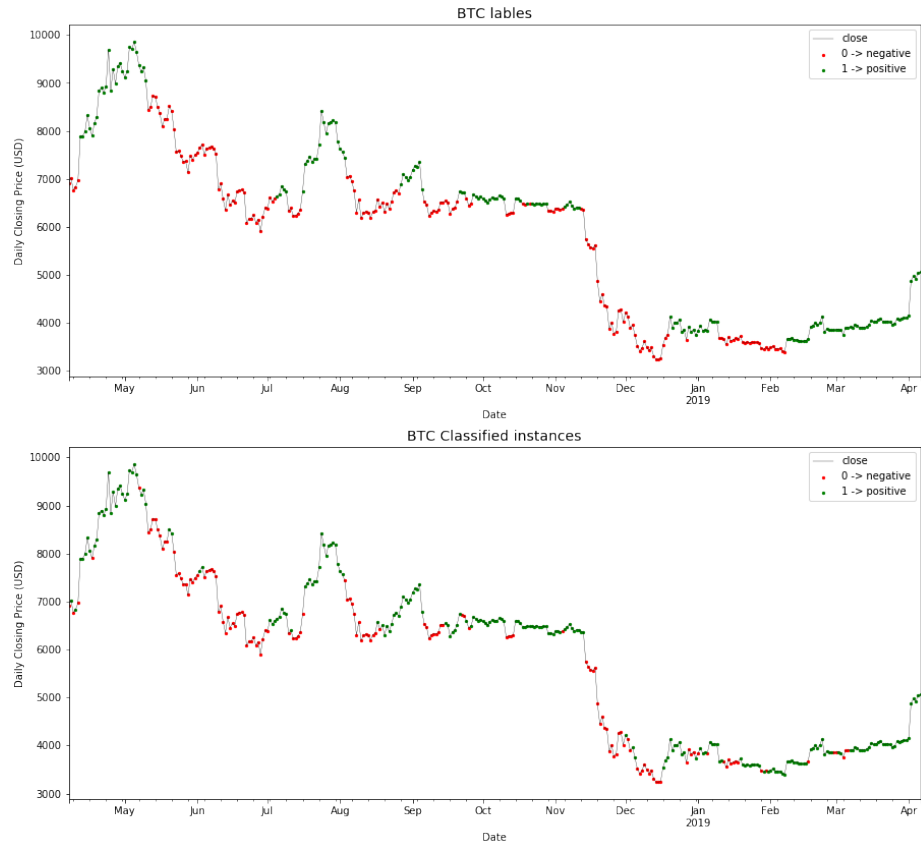 BTC lables
10000
9000
8000
7000
6000
5000
4000
3000
Daily Closing Price (USD)
close
0 -> negative
1 -> positive
May Jun Jul Aug Sep Oct Nov Dec Jan Feb Mar Apr
2019
Date
BTC Classified instances
10000
9000
8000
7000
6000
5000
4000
3000
Daily Closing Price (USD)
close
0 -> negative
1 -> positive
May Jun Jul Aug Sep Oct Nov Dec Jan Feb Mar Apr
2019
Date